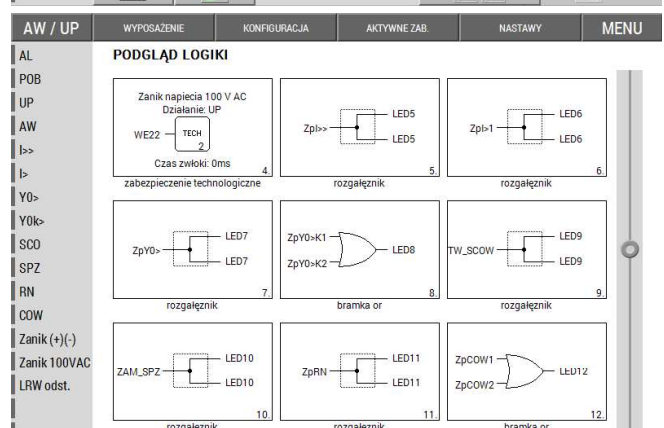 AW / UP
WYPOSAŻENIE
KONFIGURACJA
AKTYWNE ZAB.
NASTAWY
MENU
AL
POB
UP
AW
I>>
I>
Y0>
Y0k>
SCO
SPZ
RN
COW
Zanik (+)(-)
Zanik 100VAC
LRW odst.
PODGLĄD LOGIKI
Zanik napiecia 100 V AC
Działanie: UP
WE22
TECH
2
Czas zwłoki: 0ms
4.
zabezpieczenie technologiczne
ZpI>>
LED5
LED5
5.
rozgałęznik
ZpI>1
LED6
LED6
6.
rozgałęznik
ZpY0>
LED7
LED7
7.
rozgałęznik
ZpY0>K1
ZpY0>K2
LED8
8.
bramka or
TW_SCOW
LED9
LED9
9.
rozgałęznik
ZAM_SPZ
LED10
LED10
10.
rozgałęznik
ZpRN
LED11
LED11
11.
rozgałęznik
ZpCOW1
ZpCOW2
LED12
12.
bramka or